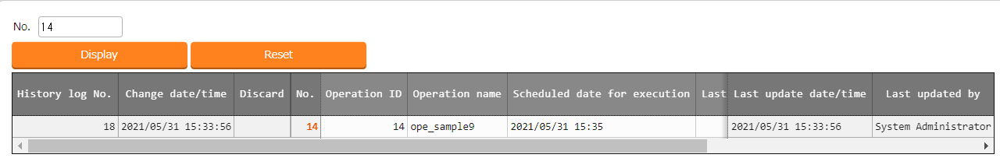 No. 14
Display Reset
History log No. Change date/time Discard No. Operation ID Operation name Scheduled date for execution Last Last update date/time Last updated by
18 2021/05/31 15:33:56 14 14 ope_sample9 2021/05/31 15:35 2021/05/31 15:33:56 System Administrator